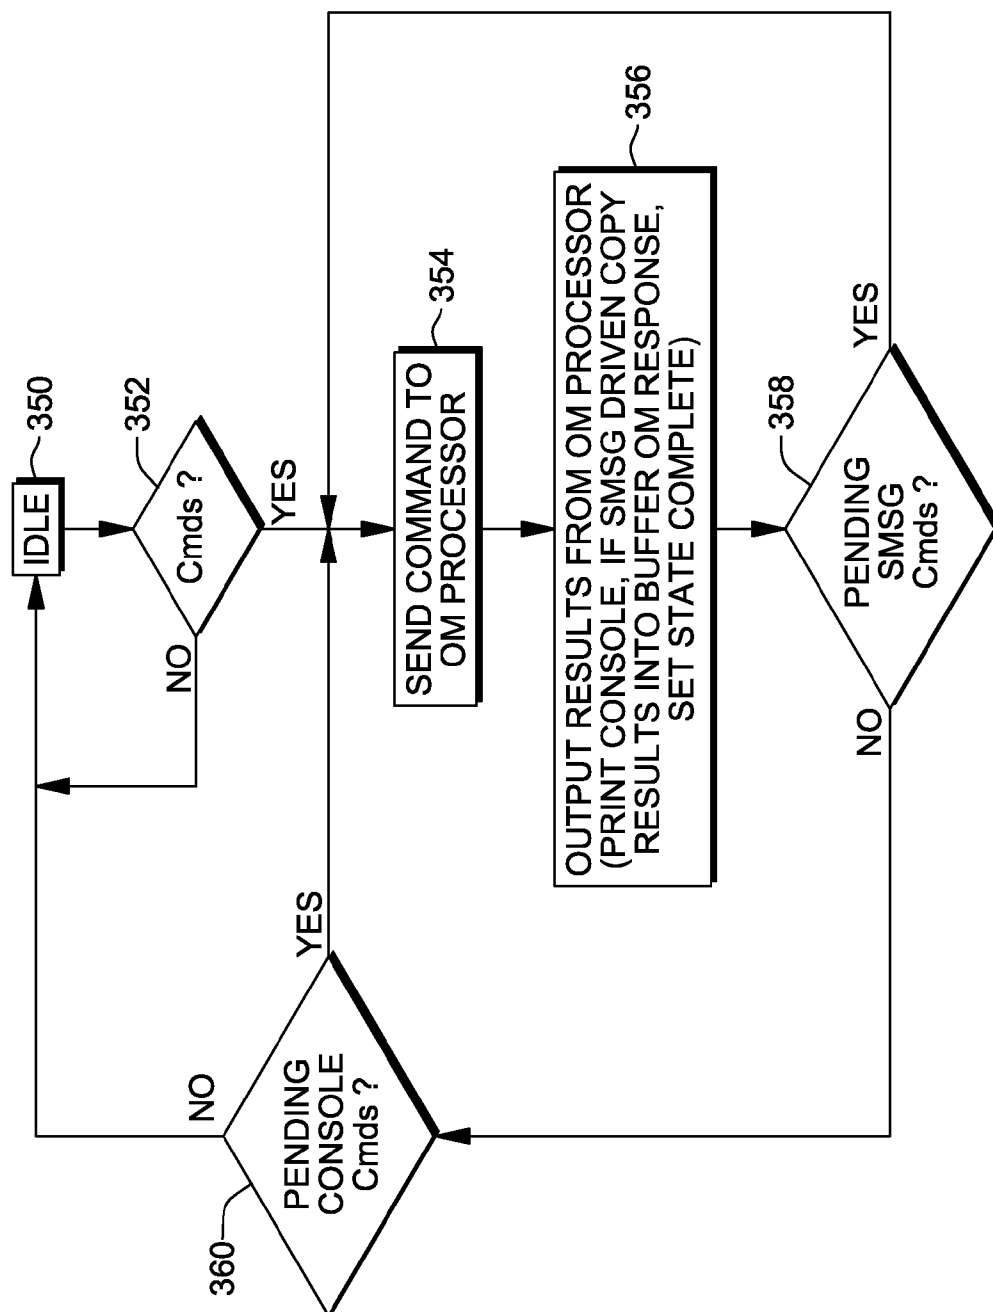 IDLE
350
Cmds ?
352
NO
YES
SEND COMMAND TO
OM PROCESSOR
354
OUTPUT RESULTS FROM OM PROCESSOR
(PRINT CONSOLE, IF SMSG DRIVEN COPY
RESULTS INTO BUFFER OM RESPONSE,
SET STATE COMPLETE)
356
PENDING
SMSG
Cmds ?
358
YES
NO
PENDING
CONSOLE
Cmds ?
360
YES
NO